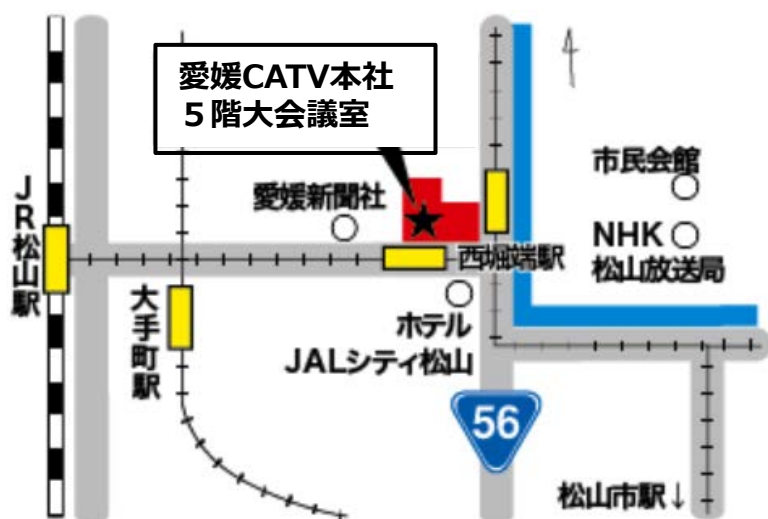 愛媛CATV本社
５階大会議室
市民会館
愛媛新聞社
JR松山駅
NHK
松山放送局
西堀端駅
大手町駅
ホテル
JALシティ松山
56
松山市駅↓